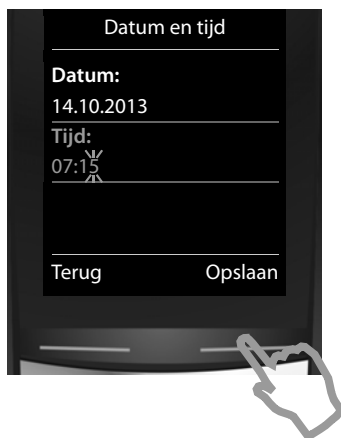 Datum en tijd
Datum:
14.10.2013
Tijd:
07:15
Terug Opslaan